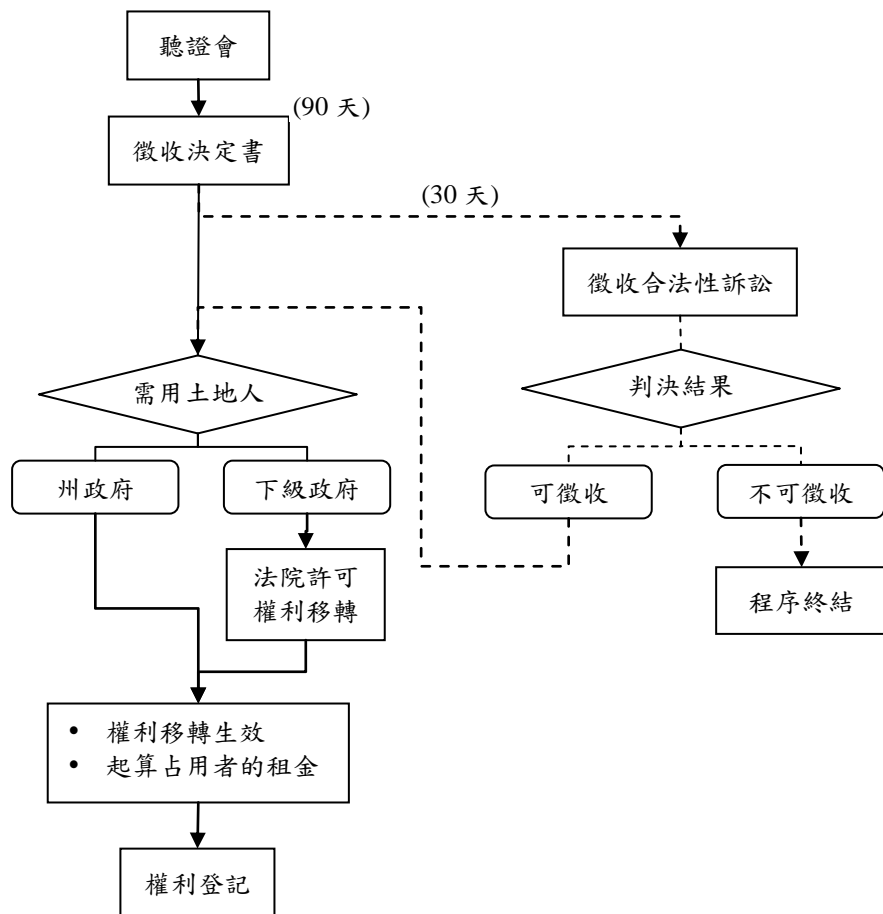 聽證會
(90 天)
徵收決定書
(30 天)
徵收合法性訴訟
需用土地人
判決結果
州政府
下級政府
可徵收
不可徵收
法院許可
權利移轉
程序終結
• 權利移轉生效
• 起算占用者的租金
權利登記